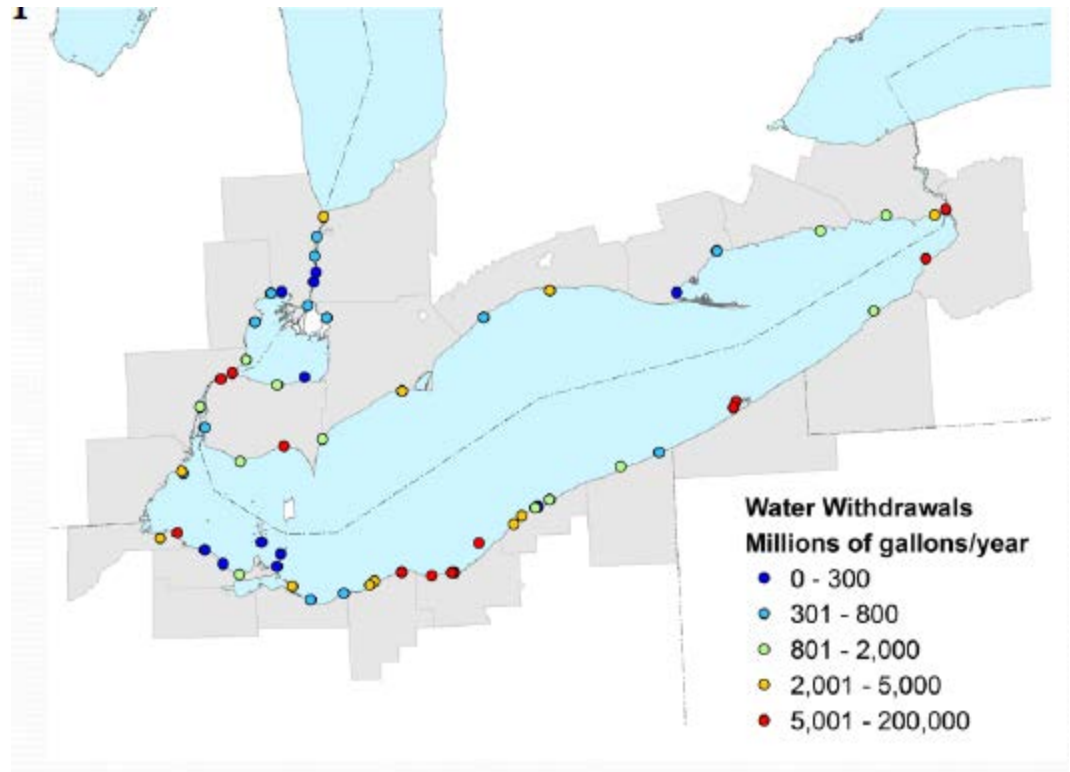 Water Withdrawals
Millions of gallons/year
0 - 300
301 - 800
801 - 2,000
2,001 - 5,000
5,001 - 200,000